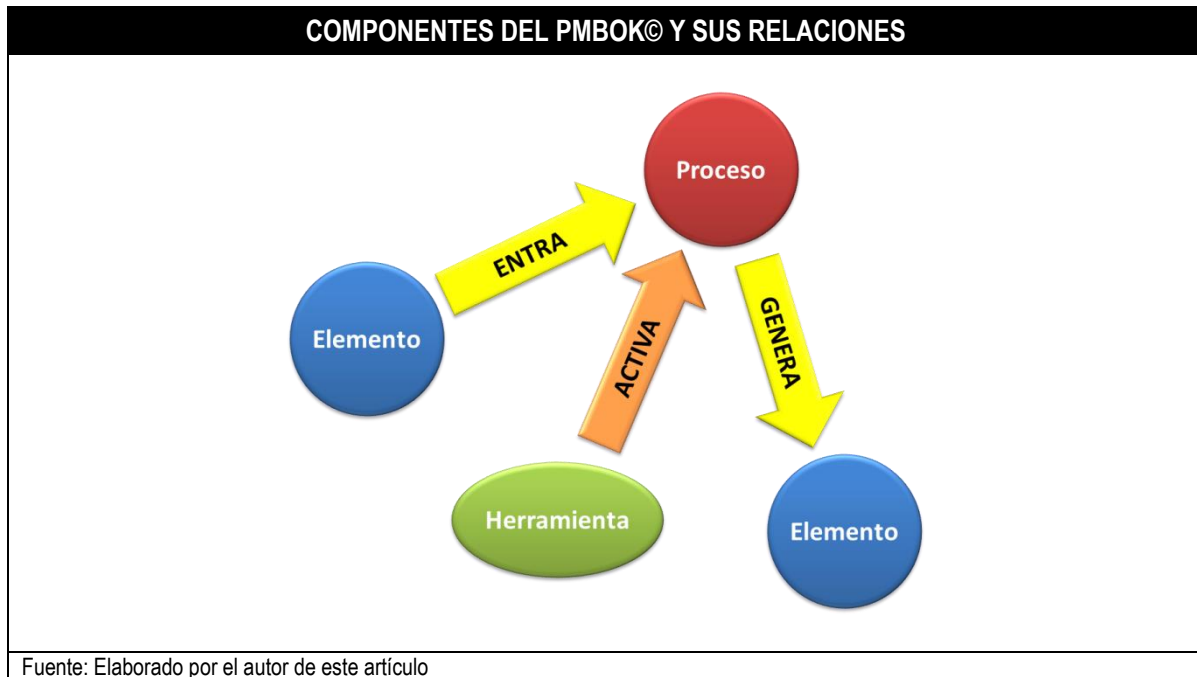 COMPONENTES DEL PMBOK© Y SUS RELACIONES
Proceso
ENTRA
Elemento
ACTIVA
GENERA
Herramienta
Elemento
Fuente: Elaborado por el autor de este artículo